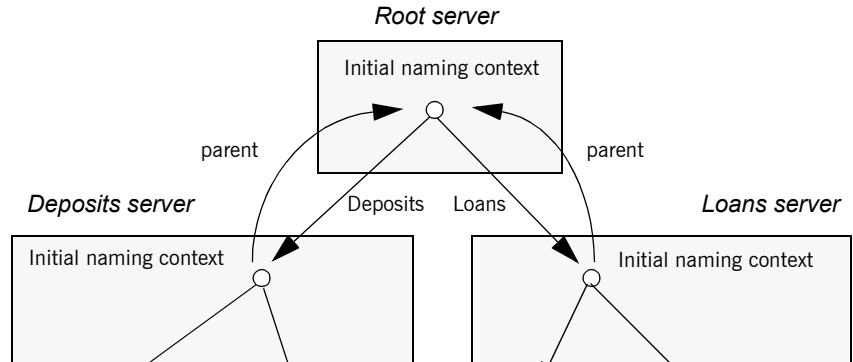 Root server
Initial naming context
parent
parent
Deposits server
Deposits
Loans
Loans server
Initial naming context
Initial naming context